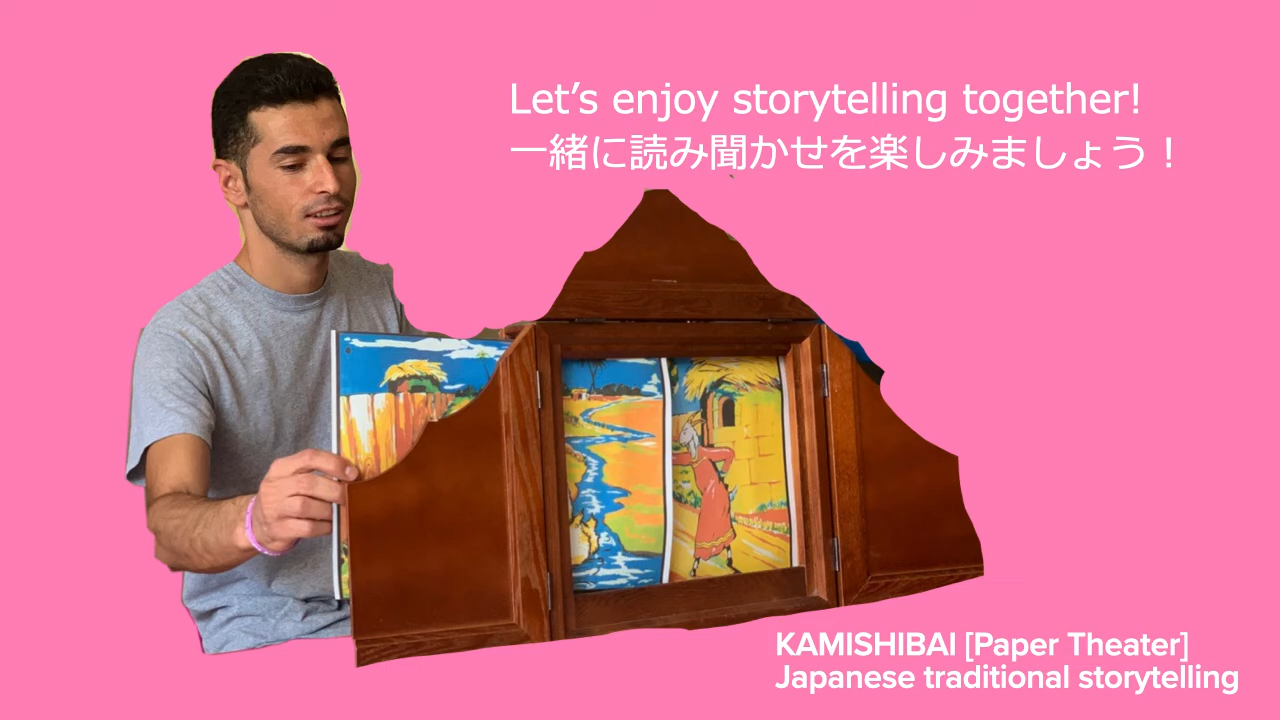 Let’s enjoy storytelling together!
一緒に読み聞かせを楽しみましょう！
KAMISHIBAI [Paper Theater]
Japanese traditional storytelling